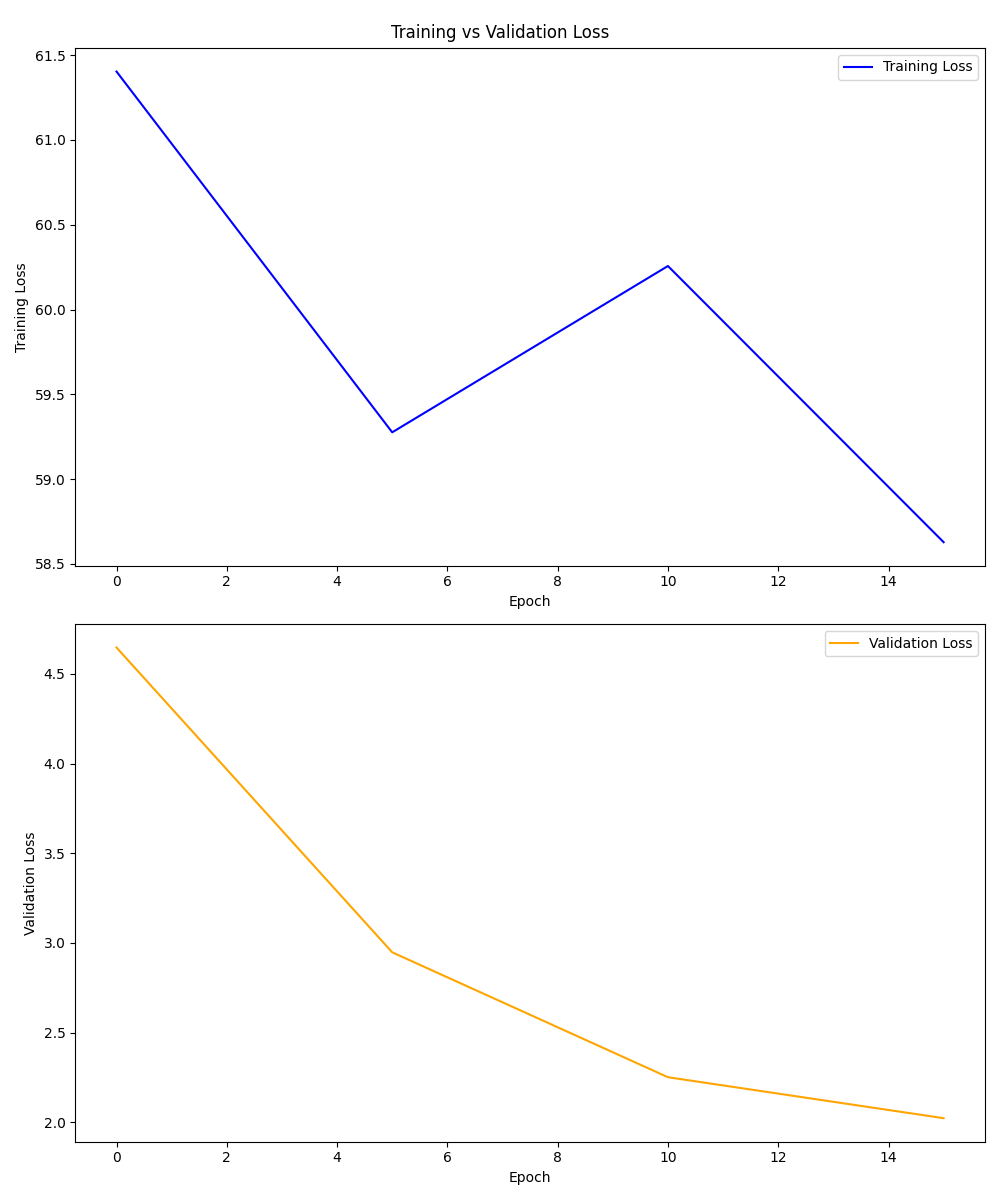 Training vs Validation Loss
Training Loss
61.5
61.0
60.5
60.0
59.5
59.0
58.5
Training Loss
0 2 4 6 8 10 12 14
Epoch
Validation Loss
4.5
4.0
3.5
3.0
2.5
2.0
Validation Loss
0 2 4 6 8 10 12 14
Epoch